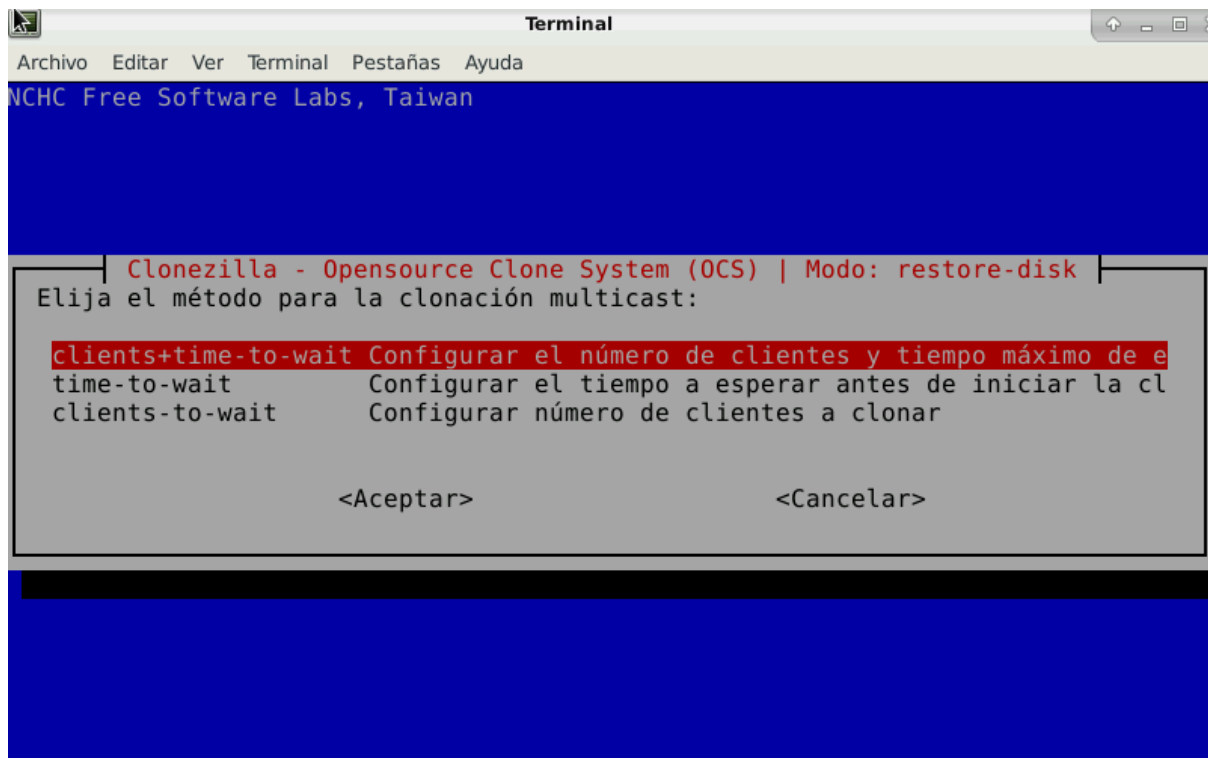 Terminal
Archivo Editar Ver Terminal Pestañas Ayuda
NCHC Free Software Labs, Taiwan
Clonezilla - Opensource Clone System (OCS) | Modo: restore-disk
Elija el método para la clonación multicast:
clients+time-to-wait Configurar el número de clientes y tiempo máximo de e
time-to-wait Configurar el tiempo a esperar antes de iniciar la cl
clients-to-wait Configurar número de clientes a clonar
<Aceptar> <Cancelar>